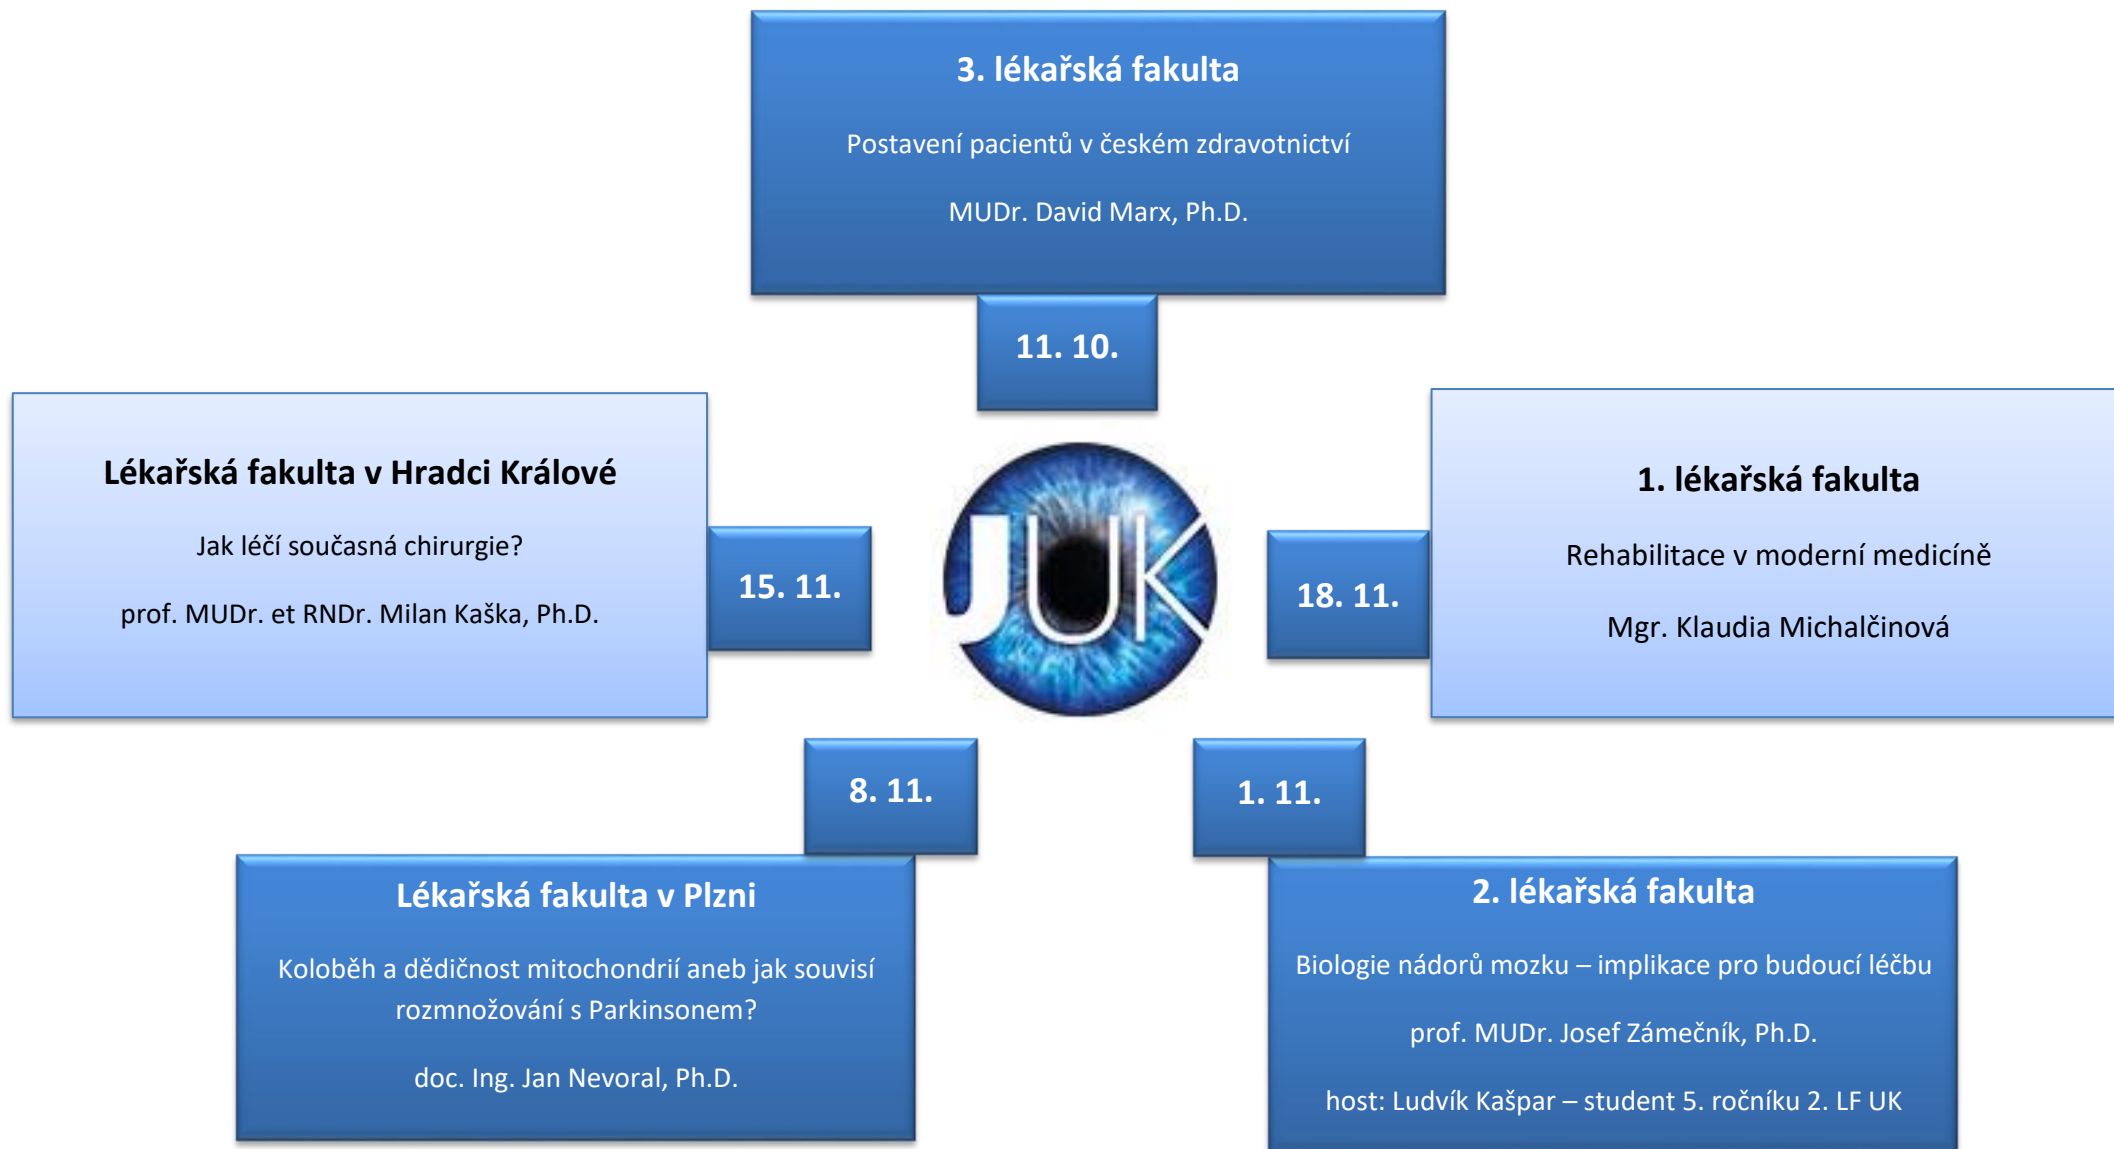 3. lékařská fakulta
Postavení pacientů v českém zdravotnictví
MUDr. David Marx, Ph.D.
11. 10.
Lékařská fakulta v Hradci Králové
Jak léčí současná chirurgie?
prof. MUDr. et RNDr. Milan Kaška, Ph.D.
15. 11.
JUK
18. 11.
1. lékařská fakulta
Rehabilitace v moderní medicíně
Mgr. Klaudia Michalčinová
8. 11.
Lékařská fakulta v Plzni
Koloběh a dědičnost mitochondrií aneb jak souvisí
rozmnožování s Parkinsonem?
doc. Ing. Jan Nevoral, Ph.D.
1. 11.
2. lékařská fakulta
Biologie nádorů mozku – implikace pro budoucí léčbu
prof. MUDr. Josef Zámečník, Ph.D.
host: Ludvík Kašpar – student 5. ročníku 2. LF UK